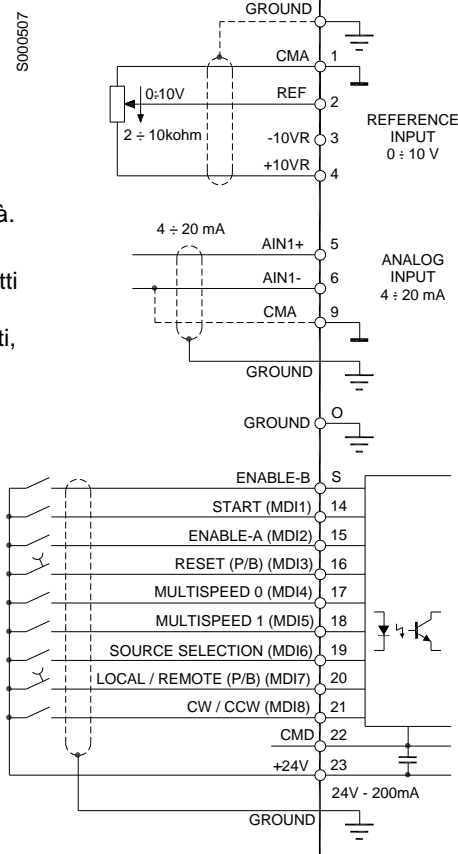 S000507
GROUND
CMA 1
REF 2
0÷10V
2 ÷ 10kohm
-10VR 3
+10VR 4
REFERENCE
INPUT
0 ÷ 10 V
à.
tti
ti,
4 ÷ 20 mA
AIN1+ 5
AIN1- 6
CMA 9
ANALOG
INPUT
4 ÷ 20 mA
GROUND
GROUND O
ENABLE-B S
START (MDI1) 14
ENABLE-A (MDI2) 15
RESET (P/B) (MDI3) 16
MULTISPEED 0 (MDI4) 17
MULTISPEED 1 (MDI5) 18
SOURCE SELECTION (MDI6) 19
LOCAL / REMOTE (P/B) (MDI7) 20
CW / CCW (MDI8) 21
CMD 22
+24V 23
24V - 200mA
GROUND